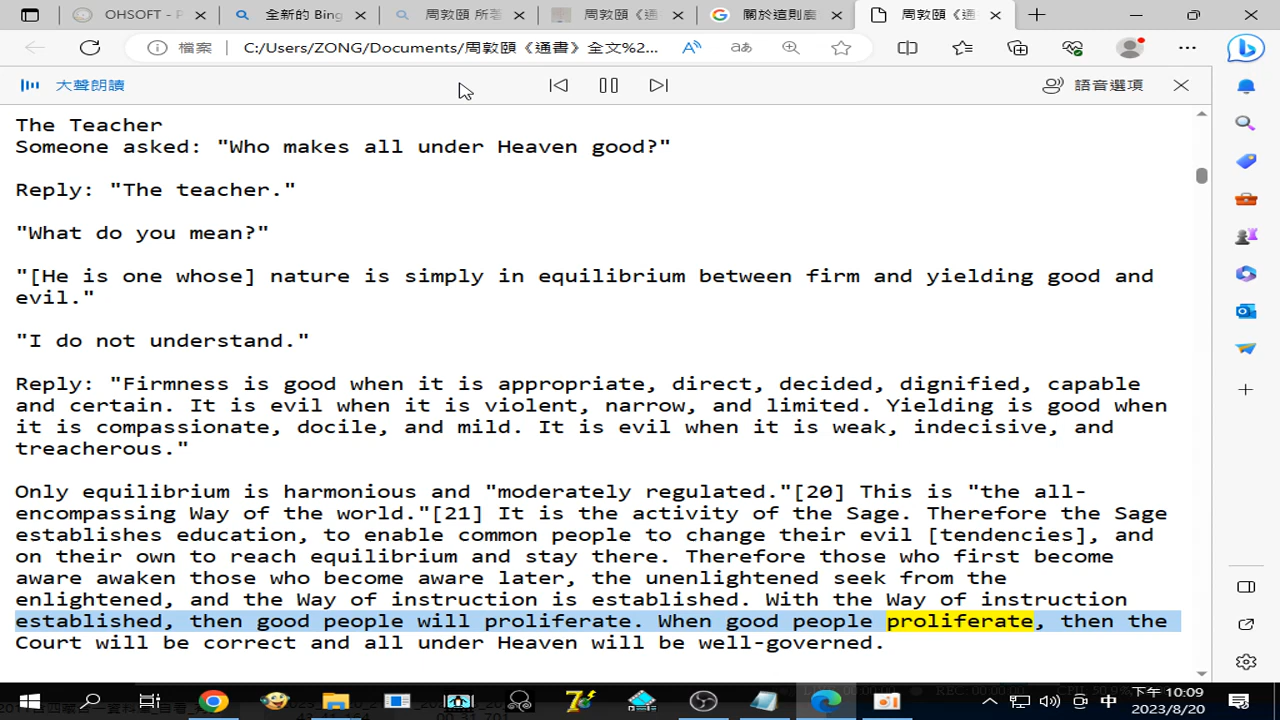 OHSOFT - F
全新的 Bing
周敦頤 所著
周敦頤《通
關於這則廳
周敦頤《通
檔案
C:/Users/ZONG/Documents/周敦頤《通書》全文%2...
大聲朗讀
語音選項
The Teacher
Someone asked: "Who makes all under Heaven good?"
Reply: "The teacher."
"What do you mean?"
"[He is one whose] nature is simply in equilibrium between firm and yielding good and
evil."
"I do not understand."
Reply: "Firmness is good when it is appropriate, direct, decided, dignified, capable
and certain. It is evil when it is violent, narrow, and limited. Yielding is good when
it is compassionate, docile, and mild. It is evil when it is weak, indecisive, and
treacherous."
Only equilibrium is harmonious and "moderately regulated."[20] This is "the all-
encompassing Way of the world."[21] It is the activity of the Sage. Therefore the Sage
establishes education, to enable common people to change their evil [tendencies], and
on their own to reach equilibrium and stay there. Therefore those who first become
aware awaken those who become aware later, the unenlightened seek from the
enlightened, and the Way of instruction is established. With the Way of instruction
established, then good people will proliferate. When good people proliferate, then the
Court will be correct and all under Heaven will be well-governed.
中
下午 10:09
2023/8/20